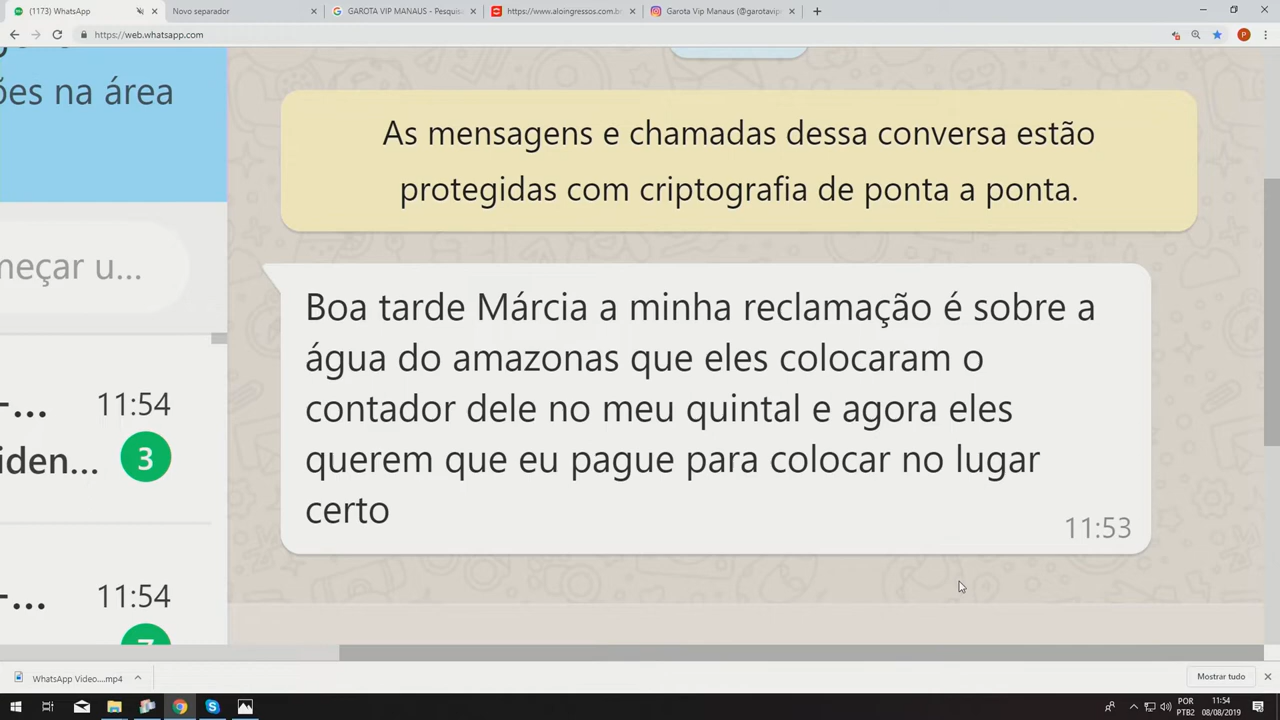 (1173) WhatsApp
Novo separador
GAROTA VIP MANAUS - Pesquis
https://www.aloingressos.com.b
Garota Vip Manaus (@garotavip
https://web.whatsapp.com
ões na área
As mensagens e chamadas dessa conversa estão
protegidas com criptografia de ponta a ponta.
meçar u...
Boa tarde Márcia a minha reclamação é sobre a
água do amazonas que eles colocaram o
contador dele no meu quintal e agora eles
querem que eu pague para colocar no lugar
certo
11:53
-... 11:54
iden... 3
-... 11:54
7
WhatsApp Video....mp4
Mostrar tudo
POR
PTB2
11:54
08/08/2019